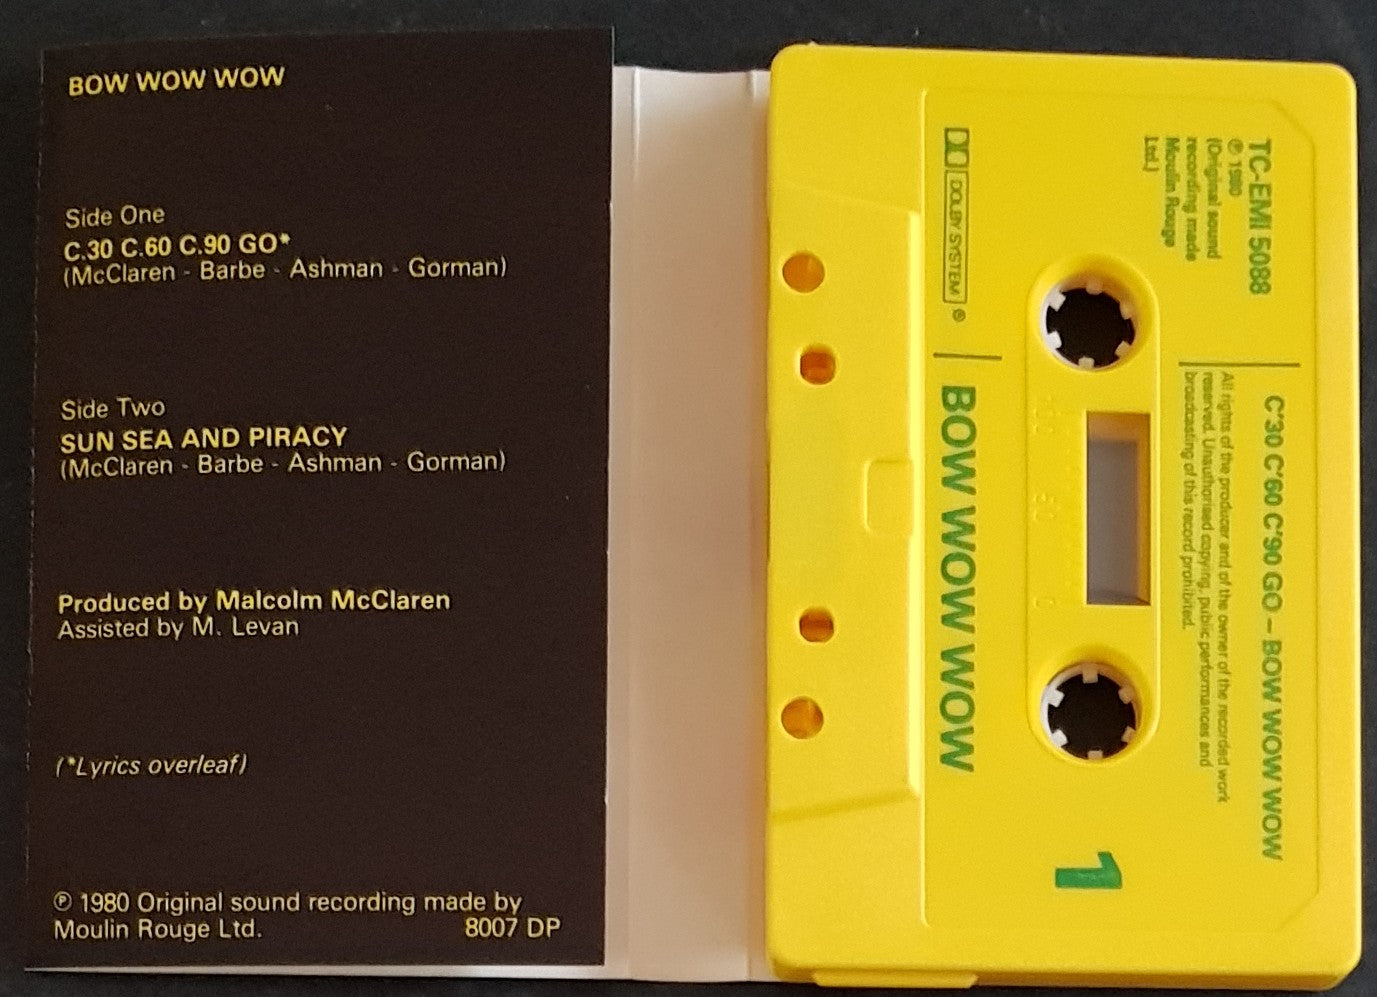 BOW WOW WOW
Side One
C.30 C.60 C.90 GO*
(McClaren - Barbe - Ashman - Gorman)
Side Two
SUN SEA AND PIRACY
(McClaren - Barbe - Ashman - Gorman)
Produced by Malcolm McClaren
Assisted by M. Levan
(*Lyrics overleaf)
℗ 1980 Original sound recording made by
Moulin Rouge Ltd. 8007 DP
TC-EMI 5088
℗ 1980
(Original sound
recording made
Moulin Rouge
Ltd.)
C'30 C'60 C'90 GO – BOW WOW WOW
All rights of the producer and of the owner of the recorded work
reserved. Unauthorised copying, public performances and
broadcasting of this record prohibited.
DOLBY SYSTEM ®
BOW WOW WOW
100 50 0
1